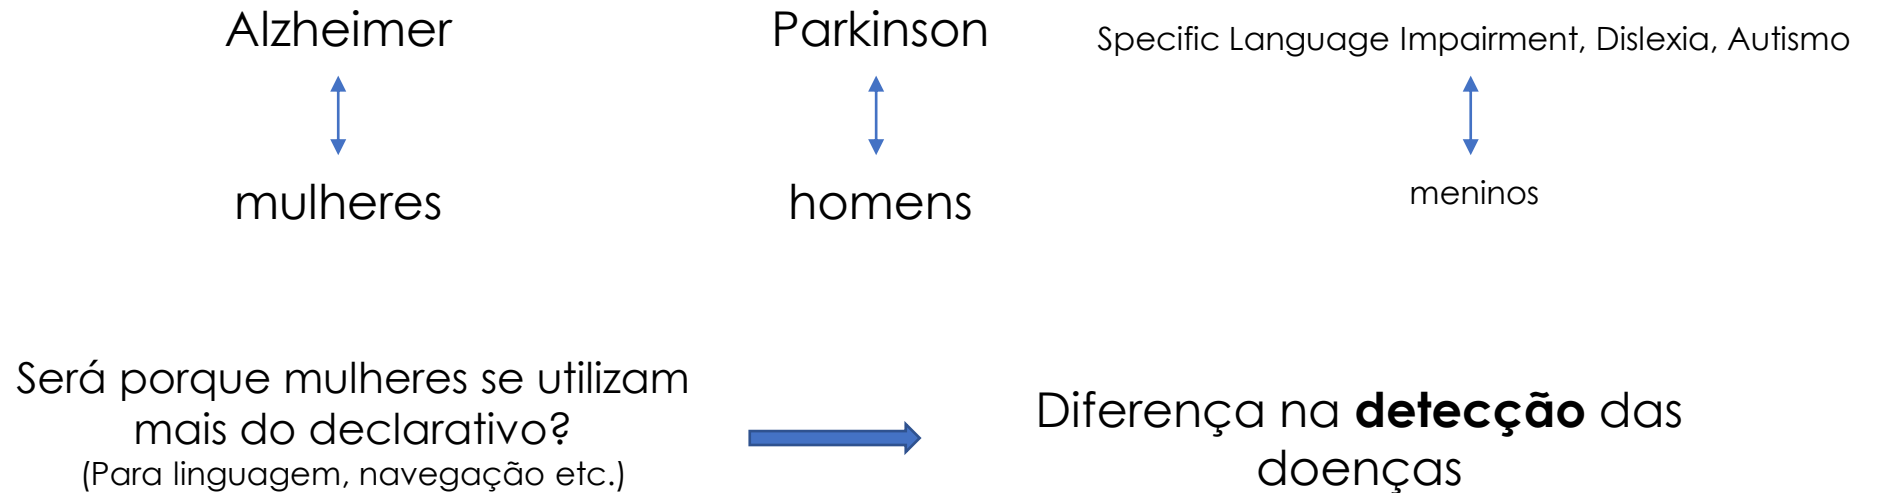 Alzheimer
Parkinson
Specific Language Impairment, Dislexia, Autismo
mulheres
homens
meninos
Será porque mulheres se utilizam
mais do declarativo?
(Para linguagem, navegação etc.)
Diferença na detecção das
doenças